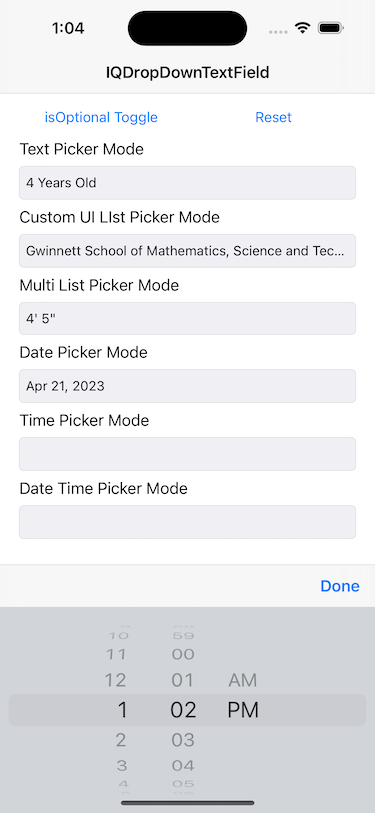 1:04
IQDropDownTextField
isOptional Toggle Reset
Text Picker Mode
4 Years Old
Custom UI LIst Picker Mode
Gwinnett School of Mathematics, Science and Tec...
Multi List Picker Mode
4' 5"
Date Picker Mode
Apr 21, 2023
Time Picker Mode
Date Time Picker Mode
Done
10 59
11 00
12 01 AM
1 02 PM
2 03
3 04
4 05